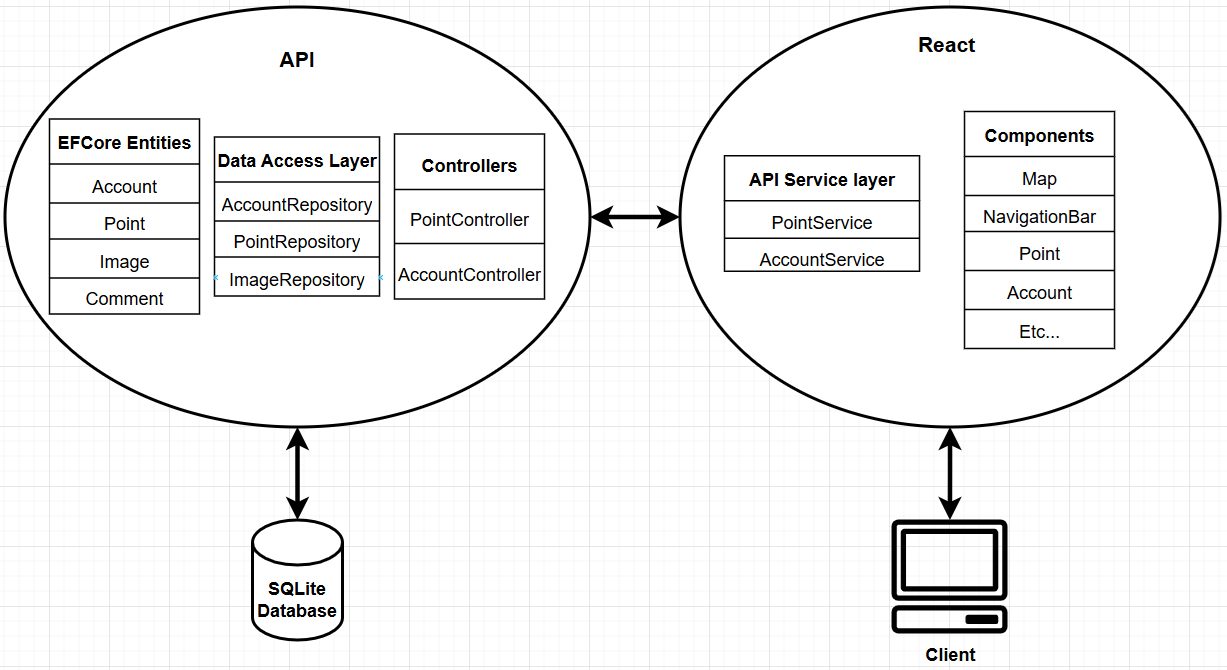 API
EFCore Entities
Account
Point
Image
Comment
Data Access Layer
AccountRepository
PointRepository
ImageRepository
Controllers
PointController
AccountController
React
API Service layer
PointService
AccountService
Components
Map
NavigationBar
Point
Account
Etc...
SQLite
Database
Client